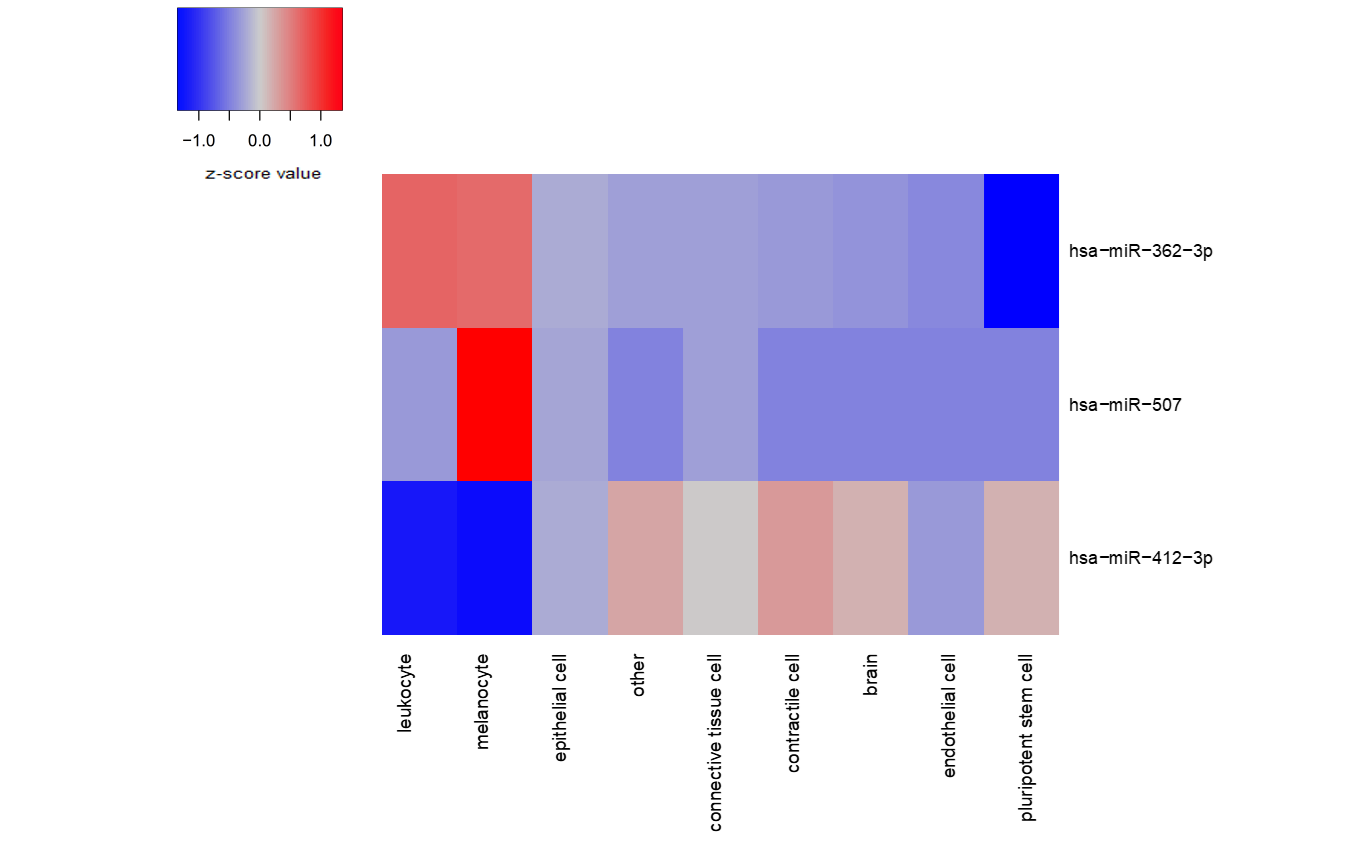 −1.0 0.0 1.0
z-score value
hsa−miR−362−3p
hsa−miR−507
hsa−miR−412−3p
leukocyte
melanocyte
epithelial cell
other
connective tissue cell
contractile cell
brain
endothelial cell
pluripotent stem cell